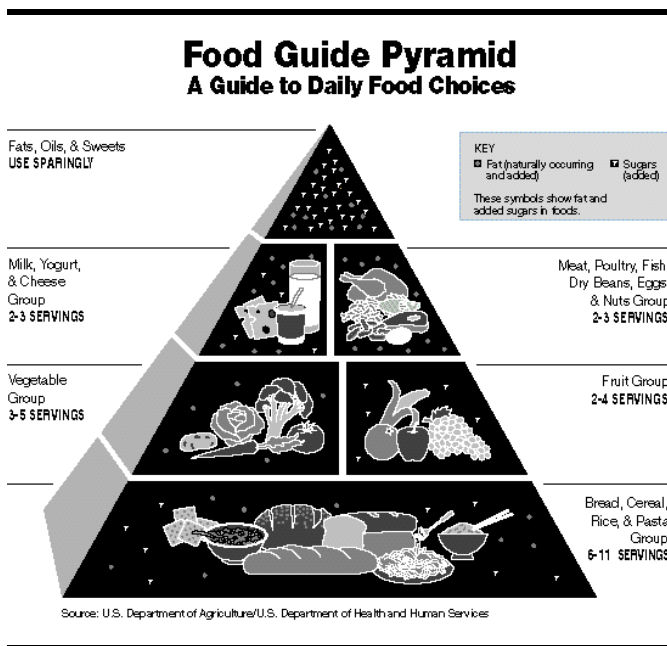 Food Guide Pyramid
A Guide to Daily Food Choices
Fats, Oils, & Sweets
USE SPARINGLY
KEY
Fat (naturally occurring
and added)
Sugars
(added)
These symbols show fat and
added sugars in foods.
Milk, Yogurt,
& Cheese
Group
2-3 SERVINGS
Meat, Poultry, Fish
Dry Beans, Eggs
& Nuts Group
2-3 SERVINGS
Vegetable
Group
3-5 SERVINGS
Fruit Group
2-4 SERVINGS
Bread, Cereal,
Rice, & Pasta
Group
6-11 SERVINGS
Source: U.S. Department of Agriculture/U.S. Department of Health and Human Services